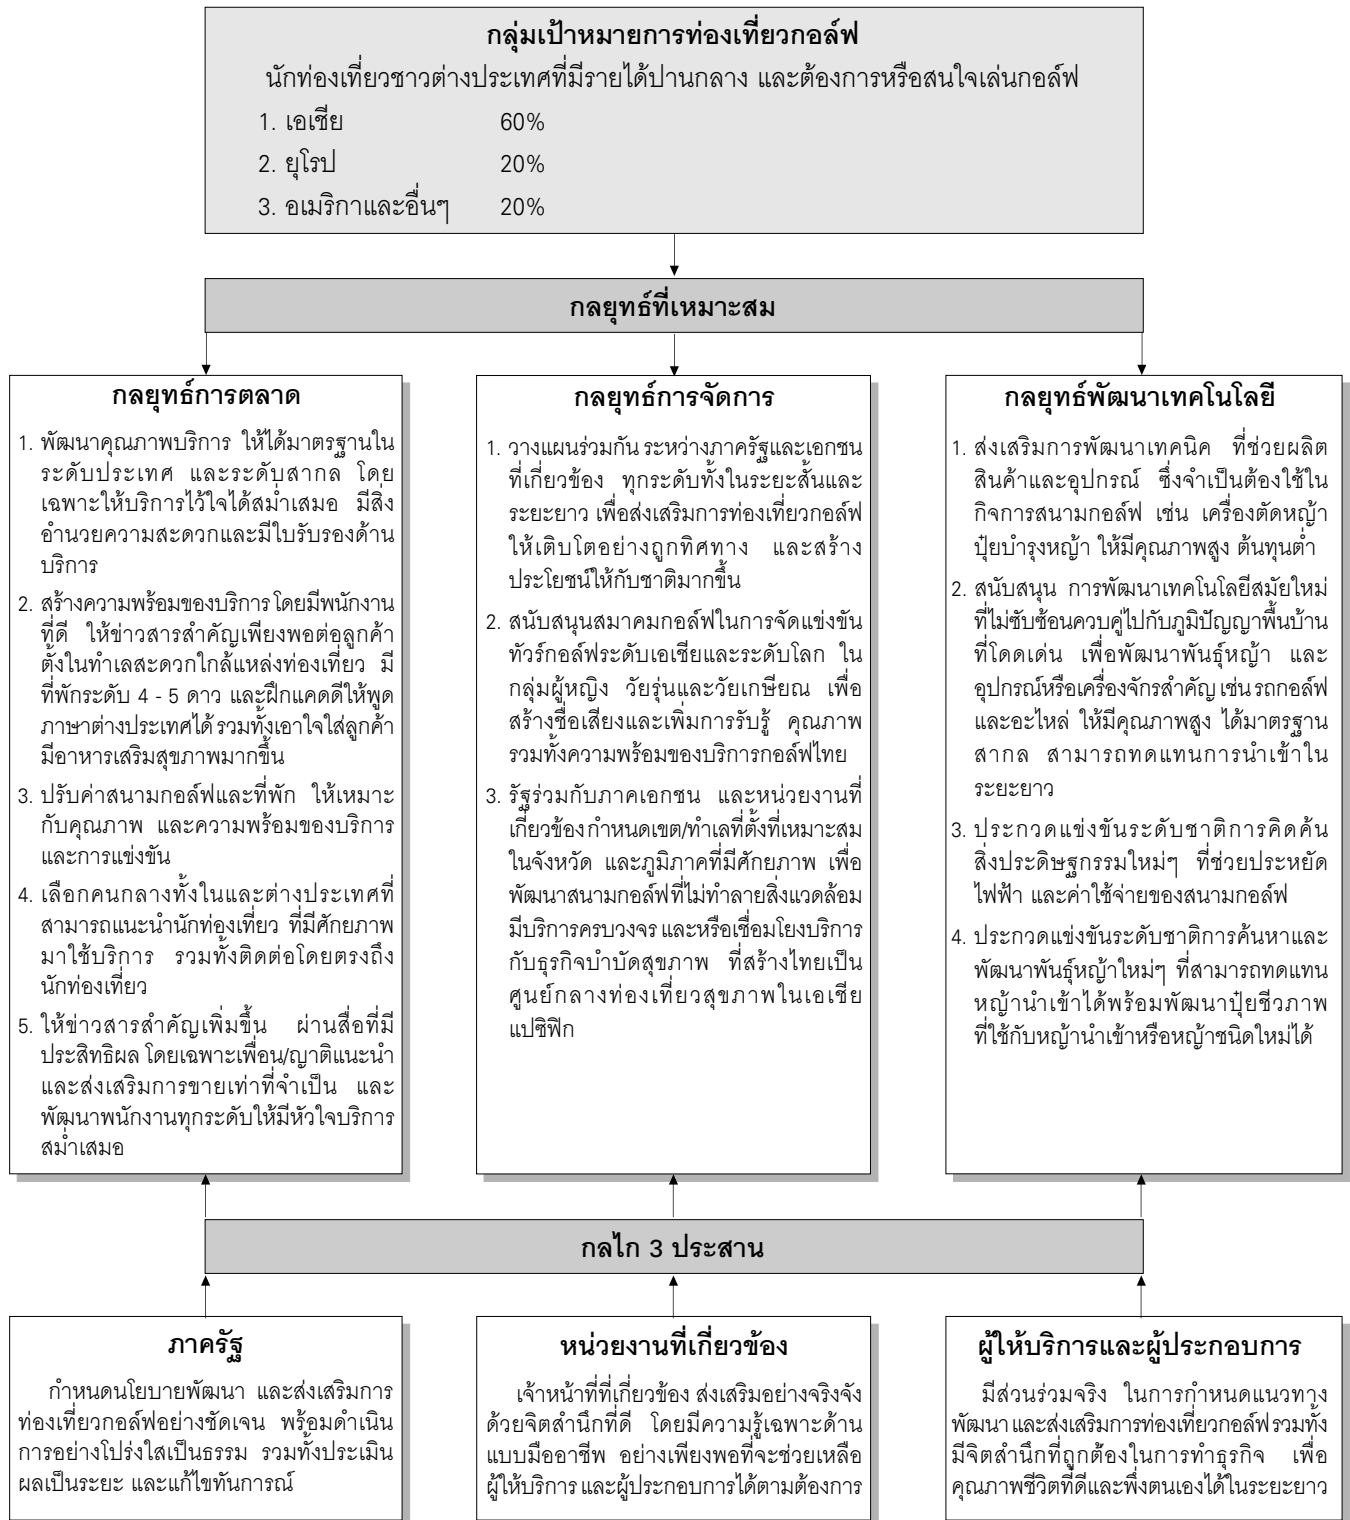 กลุ่มเป้าหมายการท่องเที่ยวกอล์ฟ
นักท่องเที่ยวชาวต่างประเทศที่มีรายได้ปานกลาง และต้องการหรือสนใจเล่นกอล์ฟ
1. เอเชีย 60%
2. ยุโรป 20%
3. อเมริกาและอื่นๆ 20%
กลยุทธ์ที่เหมาะสม
กลยุทธ์การตลาด
1. พัฒนาคุณภาพบริการ ให้ได้มาตรฐานใน
ระดับประเทศ และระดับสากล โดย
เฉพาะให้บริการไว้ใจได้สม่ำเสมอ มีสิ่ง
อำนวยความสะดวกและมีใบรับรองด้าน
บริการ
2. สร้างความพร้อมของบริการ โดยมีพนักงาน
ที่ดี ให้ข่าวสารสำคัญเพียงพอต่อลูกค้า
ตั้งในทำเลสะดวกใกล้แหล่งท่องเที่ยว มี
ที่พักระดับ 4 - 5 ดาว และฝึกแคดดี้ให้พูด
ภาษาต่างประเทศได้ รวมทั้งเอาใจใส่ลูกค้า
มีอาหารเสริมสุขภาพมากขึ้น
3. ปรับค่าสนามกอล์ฟและที่พัก ให้เหมาะ
กับคุณภาพ และความพร้อมของบริการ
และการแข่งขัน
4. เลือกคนกลางทั้งในและต่างประเทศที่
สามารถแนะนำนักท่องเที่ยว ที่มีศักยภาพ
มาใช้บริการ รวมทั้งติดต่อโดยตรงถึง
นักท่องเที่ยว
5. ให้ข่าวสารสำคัญเพิ่มขึ้น ผ่านสื่อที่มี
ประสิทธิผล โดยเฉพาะเพื่อน/ญาติแนะนำ
และส่งเสริมการขายเท่าที่จำเป็น และ
พัฒนาพนักงานทุกระดับให้มีหัวใจบริการ
สม่ำเสมอ
กลยุทธ์การจัดการ
1. วางแผนร่วมกัน ระหว่างภาครัฐและเอกชน
ที่เกี่ยวข้อง ทุกระดับทั้งในระยะสั้นและ
ระยะยาว เพื่อส่งเสริมการท่องเที่ยวกอล์ฟ
ให้เติบโตอย่างถูกทิศทาง และสร้าง
ประโยชน์ให้กับชาติมากขึ้น
2. สนับสนุนสมาคมกอล์ฟในการจัดแข่งขัน
ทัวร์กอล์ฟระดับเอเชียและระดับโลก ใน
กลุ่มผู้หญิง วัยรุ่นและวัยเกษียณ เพื่อ
สร้างชื่อเสียงและเพิ่มการรับรู้ คุณภาพ
รวมทั้งความพร้อมของบริการกอล์ฟไทย
3. รัฐร่วมกับภาคเอกชน และหน่วยงานที่
เกี่ยวข้อง กำหนดเขต/ทำเลที่ตั้งที่เหมาะสม
ในจังหวัด และภูมิภาคที่มีศักยภาพ เพื่อ
พัฒนาสนามกอล์ฟที่ไม่ทำลายสิ่งแวดล้อม
มีบริการครบวงจร และหรือเชื่อมโยงบริการ
กับธุรกิจบำบัดสุขภาพ ที่สร้างไทยเป็น
ศูนย์กลางท่องเที่ยวสุขภาพในเอเชีย
แปซิฟิก
กลยุทธ์พัฒนาเทคโนโลยี
1. ส่งเสริมการพัฒนาเทคนิค ที่ช่วยผลิต
สินค้าและอุปกรณ์ ซึ่งจำเป็นต้องใช้ใน
กิจการสนามกอล์ฟ เช่น เครื่องตัดหญ้า
ปุ๋ยบำรุงหญ้า ให้มีคุณภาพสูง ต้นทุนต่ำ
2. สนับสนุน การพัฒนาเทคโนโลยีสมัยใหม่
ที่ไม่ซับซ้อนควบคู่ไปกับภูมิปัญญาพื้นบ้าน
ที่โดดเด่น เพื่อพัฒนาพันธุ์หญ้า และ
อุปกรณ์หรือเครื่องจักรสำคัญ เช่น รถกอล์ฟ
และอะไหล่ ให้มีคุณภาพสูง ได้มาตรฐาน
สากล สามารถทดแทนการนำเข้าใน
ระยะยาว
3. ประกวดแข่งขันระดับชาติการคิดค้น
สิ่งประดิษฐกรรมใหม่ๆ ที่ช่วยประหยัด
ไฟฟ้า และค่าใช้จ่ายของสนามกอล์ฟ
4. ประกวดแข่งขันระดับชาติการค้นหาและ
พัฒนาพันธุ์หญ้าใหม่ๆ ที่สามารถทดแทน
หญ้านำเข้าได้พร้อมพัฒนาปุ๋ยชีวภาพ
ที่ใช้กับหญ้านำเข้าหรือหญ้าชนิดใหม่ได้
กลไก 3 ประสาน
ภาครัฐ
กำหนดนโยบายพัฒนา และส่งเสริมการ
ท่องเที่ยวกอล์ฟอย่างชัดเจน พร้อมดำเนิน
การอย่างโปร่งใสเป็นธรรม รวมทั้งประเมิน
ผลเป็นระยะ และแก้ไขทันการณ์
หน่วยงานที่เกี่ยวข้อง
เจ้าหน้าที่ที่เกี่ยวข้อง ส่งเสริมอย่างจริงจัง
ด้วยจิตสำนึกที่ดี โดยมีความรู้เฉพาะด้าน
แบบมืออาชีพ อย่างเพียงพอที่จะช่วยเหลือ
ผู้ให้บริการ และผู้ประกอบการได้ตามต้องการ
ผู้ให้บริการและผู้ประกอบการ
มีส่วนร่วมจริง ในการกำหนดแนวทาง
พัฒนา และส่งเสริมการท่องเที่ยวกอล์ฟ รวมทั้ง
มีจิตสำนึกที่ถูกต้องในการทำธุรกิจ เพื่อ
คุณภาพชีวิตที่ดีและพึ่งตนเองได้ในระยะยาว